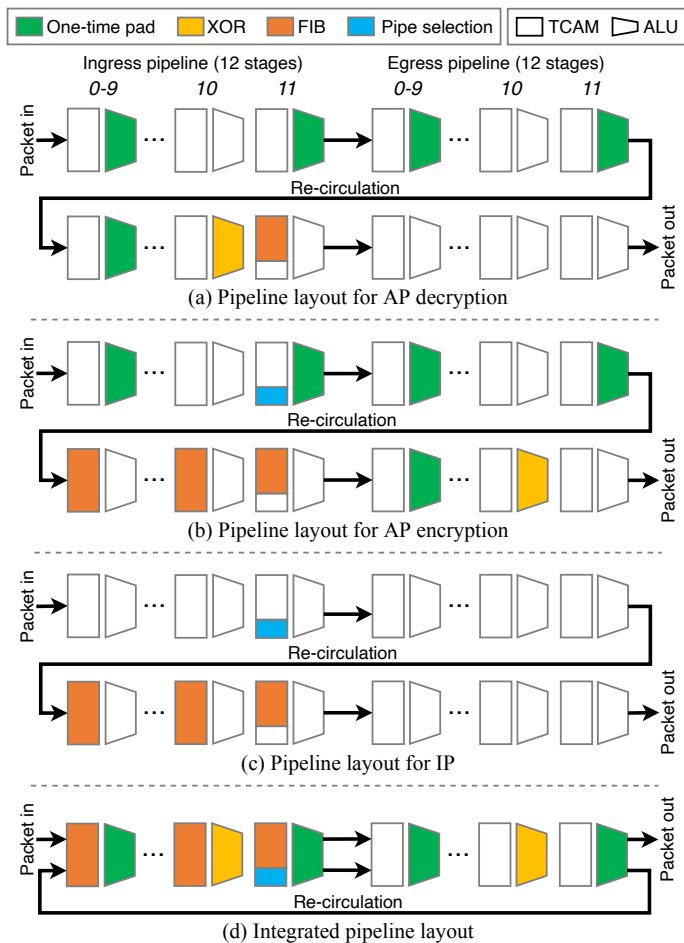 One-time pad XOR FIB Pipe selection TCAM ALU
Ingress pipeline (12 stages) Egress pipeline (12 stages)
0-9 10 11 0-9 10 11
Packet in
...
...
Re-circulation
...
...
Packet out
(a) Pipeline layout for AP decryption
Packet in
...
...
Re-circulation
...
...
Packet out
(b) Pipeline layout for AP encryption
Packet in
...
...
Re-circulation
...
...
Packet out
(c) Pipeline layout for IP
Packet in
...
...
Packet out
Re-circulation
(d) Integrated pipeline layout